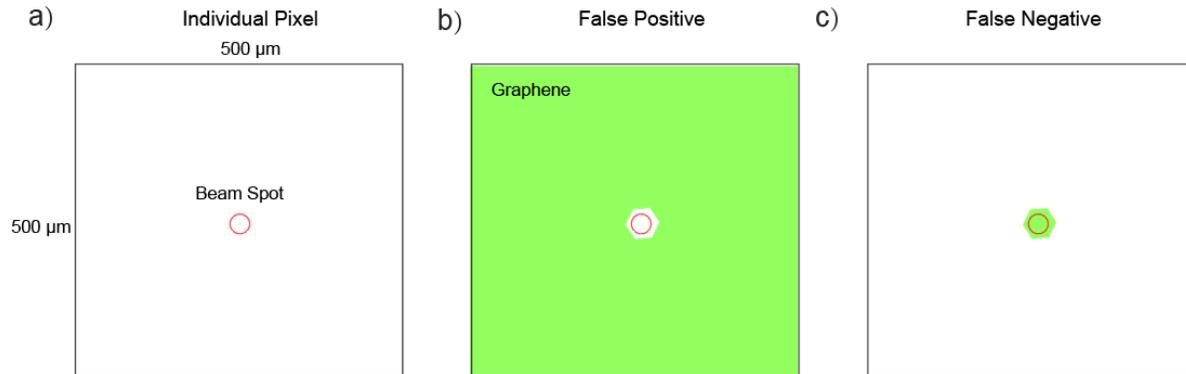 a)
Individual Pixel
500 µm
Beam Spot
500 µm
b)
False Positive
Graphene
c)
False Negative